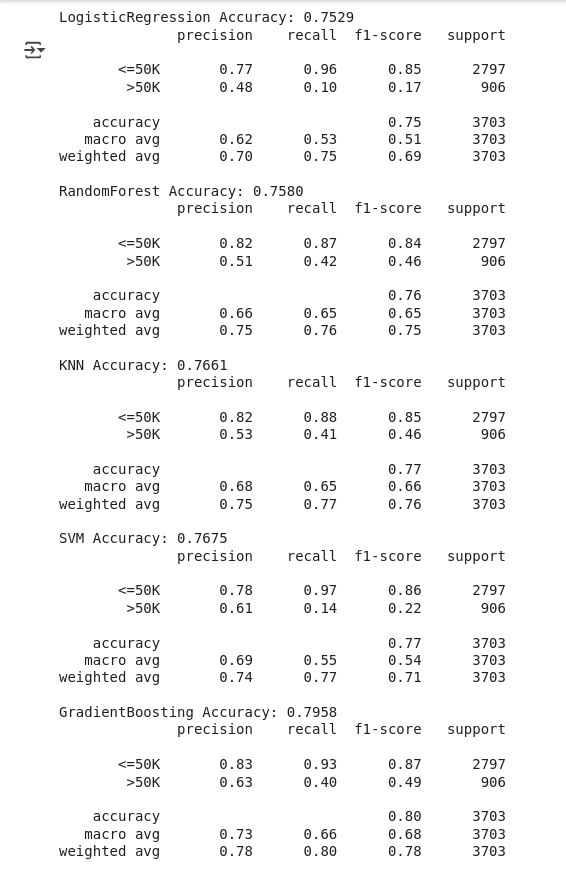 LogisticRegression Accuracy: 0.7529
precision recall f1-score support
<=50K 0.77 0.96 0.85 2797
>50K 0.48 0.10 0.17 906
accuracy 0.75 3703
macro avg 0.62 0.53 0.51 3703
weighted avg 0.70 0.75 0.69 3703
RandomForest Accuracy: 0.7580
precision recall f1-score support
<=50K 0.82 0.87 0.84 2797
>50K 0.51 0.42 0.46 906
accuracy 0.76 3703
macro avg 0.66 0.65 0.65 3703
weighted avg 0.75 0.76 0.75 3703
KNN Accuracy: 0.7661
precision recall f1-score support
<=50K 0.82 0.88 0.85 2797
>50K 0.53 0.41 0.46 906
accuracy 0.77 3703
macro avg 0.68 0.65 0.66 3703
weighted avg 0.75 0.77 0.76 3703
SVM Accuracy: 0.7675
precision recall f1-score support
<=50K 0.78 0.97 0.86 2797
>50K 0.61 0.14 0.22 906
accuracy 0.77 3703
macro avg 0.69 0.55 0.54 3703
weighted avg 0.74 0.77 0.71 3703
GradientBoosting Accuracy: 0.7958
precision recall f1-score support
<=50K 0.83 0.93 0.87 2797
>50K 0.63 0.40 0.49 906
accuracy 0.80 3703
macro avg 0.73 0.66 0.68 3703
weighted avg 0.78 0.80 0.78 3703